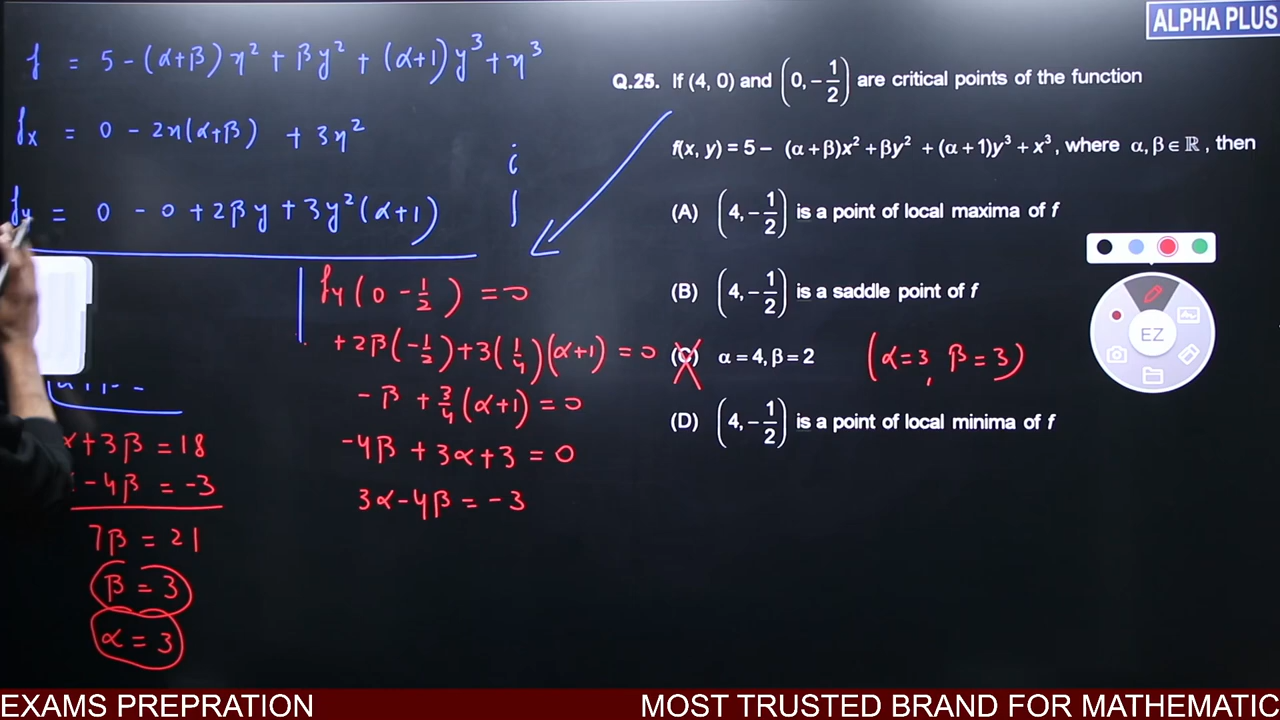 ALPHA PLUS
f = 5 - (α+β)x² + βy² + (α+1)y³ + x³
fx = 0 - 2x(α+β) + 3x²
fy = 0 - 0 + 2βy + 3y²(α+1)
fy(0 - 1/2) = 0
+2β(-1/2) + 3(1/4)(α+1) = 0
-β + 3/4(α+1) = 0
-4β + 3α + 3 = 0
3α - 4β = -3
+3β = 18
- 4β = -3
7β = 21
β = 3
α = 3
Q.25. If (4, 0) and (0, -1/2) are critical points of the function
f(x, y) = 5 - (α + β)x² + βy² + (α + 1)y³ + x³, where α, β ∈ ℝ, then
(A) (4, -1/2) is a point of local maxima of f
(B) (4, -1/2) is a saddle point of f
(C) α = 4, β = 2 (α=3, β=3)
(D) (4, -1/2) is a point of local minima of f
EZ
EXAMS PREPRATION MOST TRUSTED BRAND FOR MATHEMATIC